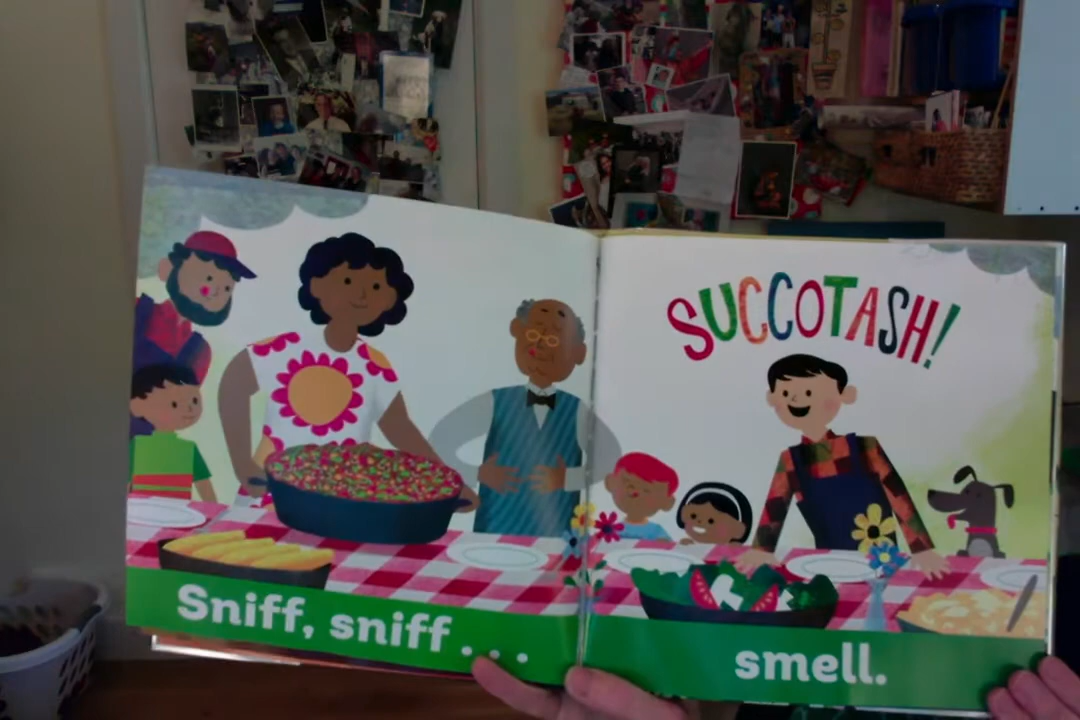 Sniff, sniff . . .
SUCCOTASH!
smell.